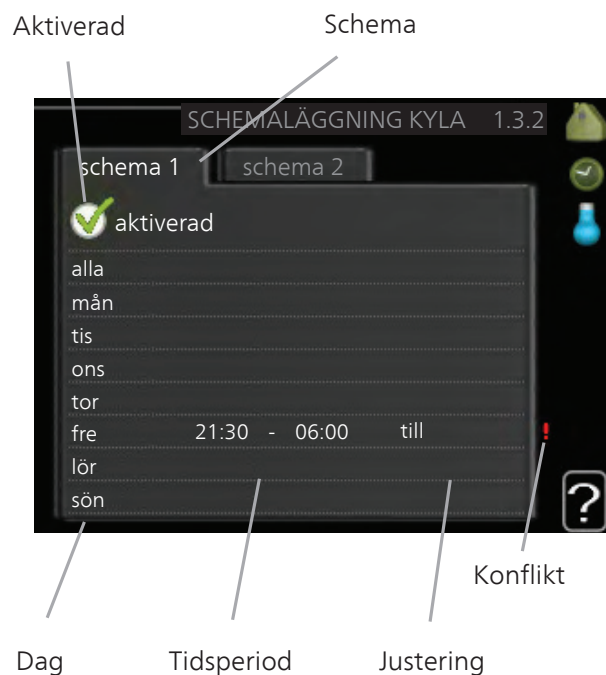 Aktiverad Schema
SCHEMALÄGGNING KYLA 1.3.2
schema 1 schema 2
aktiverad
alla
mån
tis
ons
tor
fre 21:30 - 06:00 till !
lör
sön
?
Konflikt
Dag Tidsperiod Justering